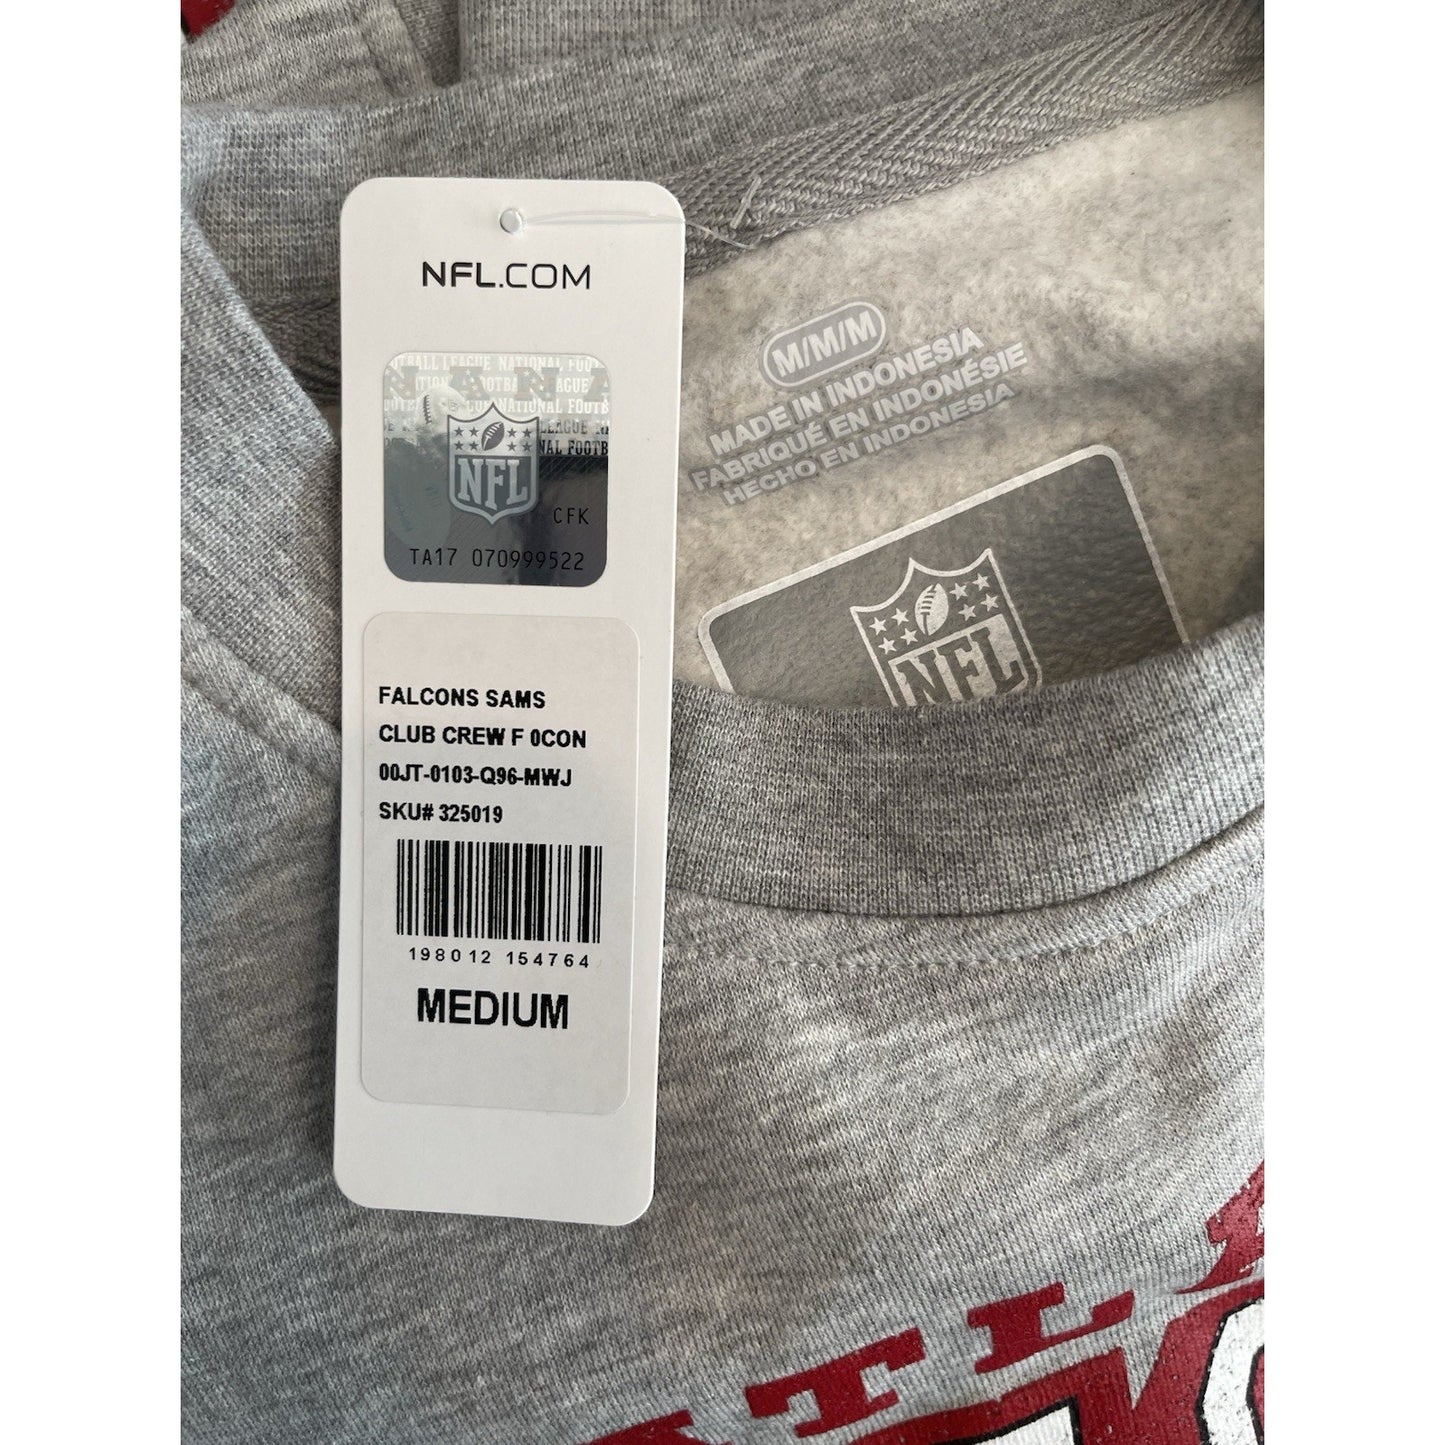 NFL.COM
NFL
CFK
TA17 070999522
FALCONS SAMS
CLUB CREW F 0CON
00JT-0103-Q96-MWJ
SKU# 325019
198012 154764
MEDIUM
M/M/M
MADE IN INDONESIA
FABRIQUÉ EN INDONÉSIE
HECHO EN INDONESIA
NFL
ATLA